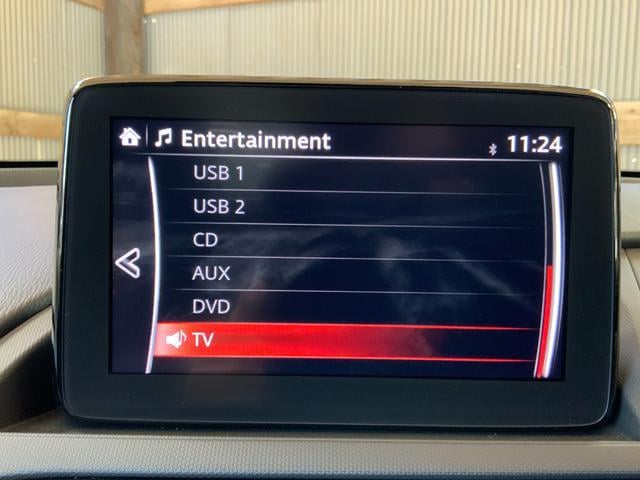 Entertainment 11:24
USB 1
USB 2
CD
AUX
DVD
TV